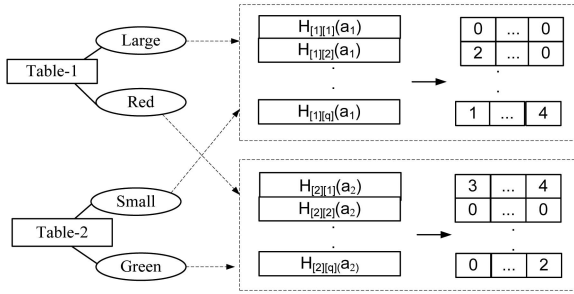 Large
Table-1
Red
Small
Table-2
Green
H[1][1](a1)
H[1][2](a1)
.
.
H[1][q](a1)
0 ... 0
2 ... 0
.
.
1 ... 4
H[2][1](a2)
H[2][2](a2)
.
.
H[2][q](a2)
3 ... 4
0 ... 0
.
.
0 ... 2